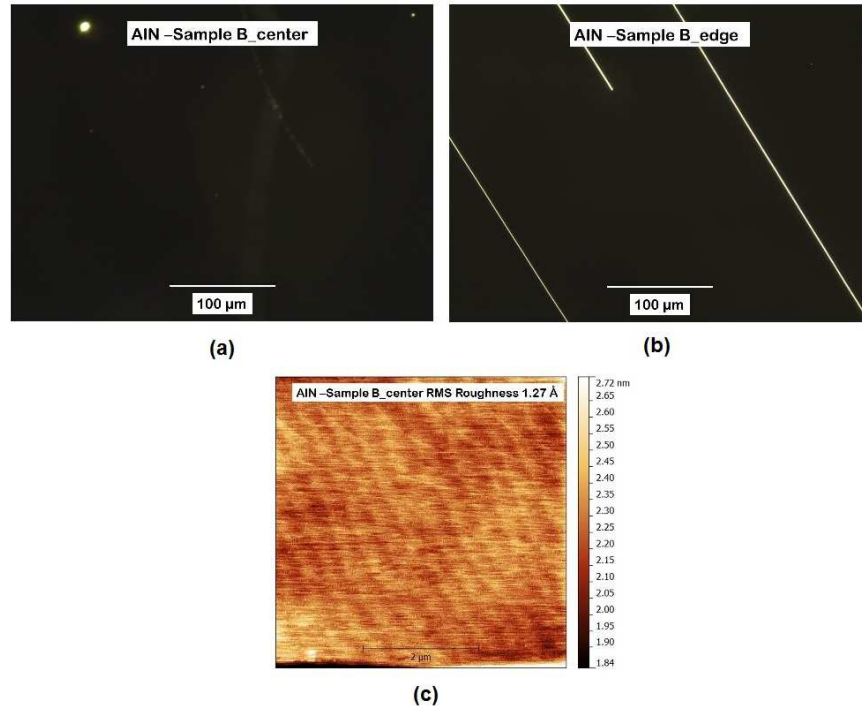 AlN –Sample B_center
100 µm
(a)
AlN –Sample B_edge
100 µm
(b)
AlN –Sample B_center RMS Roughness 1.27 Å
2 µm
2.72 nm
2.65
2.60
2.55
2.50
2.45
2.40
2.35
2.30
2.25
2.20
2.15
2.10
2.05
2.00
1.95
1.90
1.84
(c)